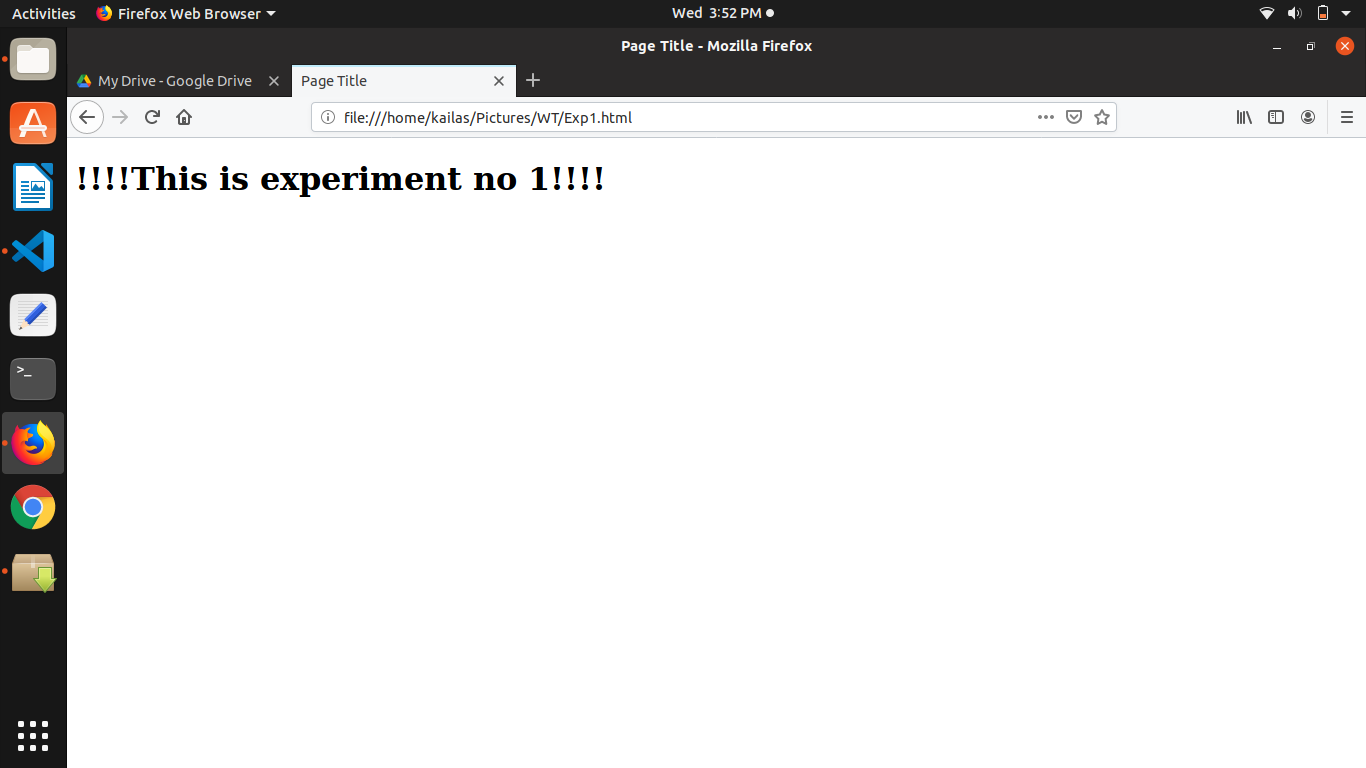 Activities
Firefox Web Browser
Wed 3:52 PM
Page Title - Mozilla Firefox
My Drive - Google Drive
Page Title
file:///home/kailas/Pictures/WT/Exp1.html
!!!!This is experiment no 1!!!!
>_